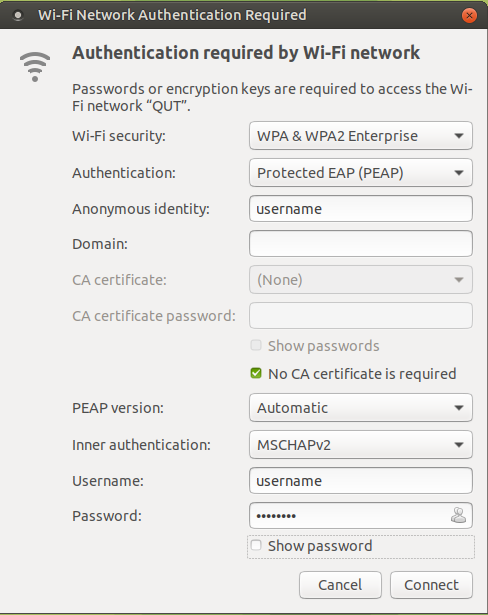 Wi-Fi Network Authentication Required
Authentication required by Wi-Fi network
Passwords or encryption keys are required to access the Wi-
Fi network “QUT”.
Wi-Fi security: WPA & WPA2 Enterprise
Authentication: Protected EAP (PEAP)
Anonymous identity: username
Domain:
CA certificate: (None)
CA certificate password:
Show passwords
No CA certificate is required
PEAP version: Automatic
Inner authentication: MSCHAPv2
Username: username
Password: ••••••••
Show password
Cancel Connect